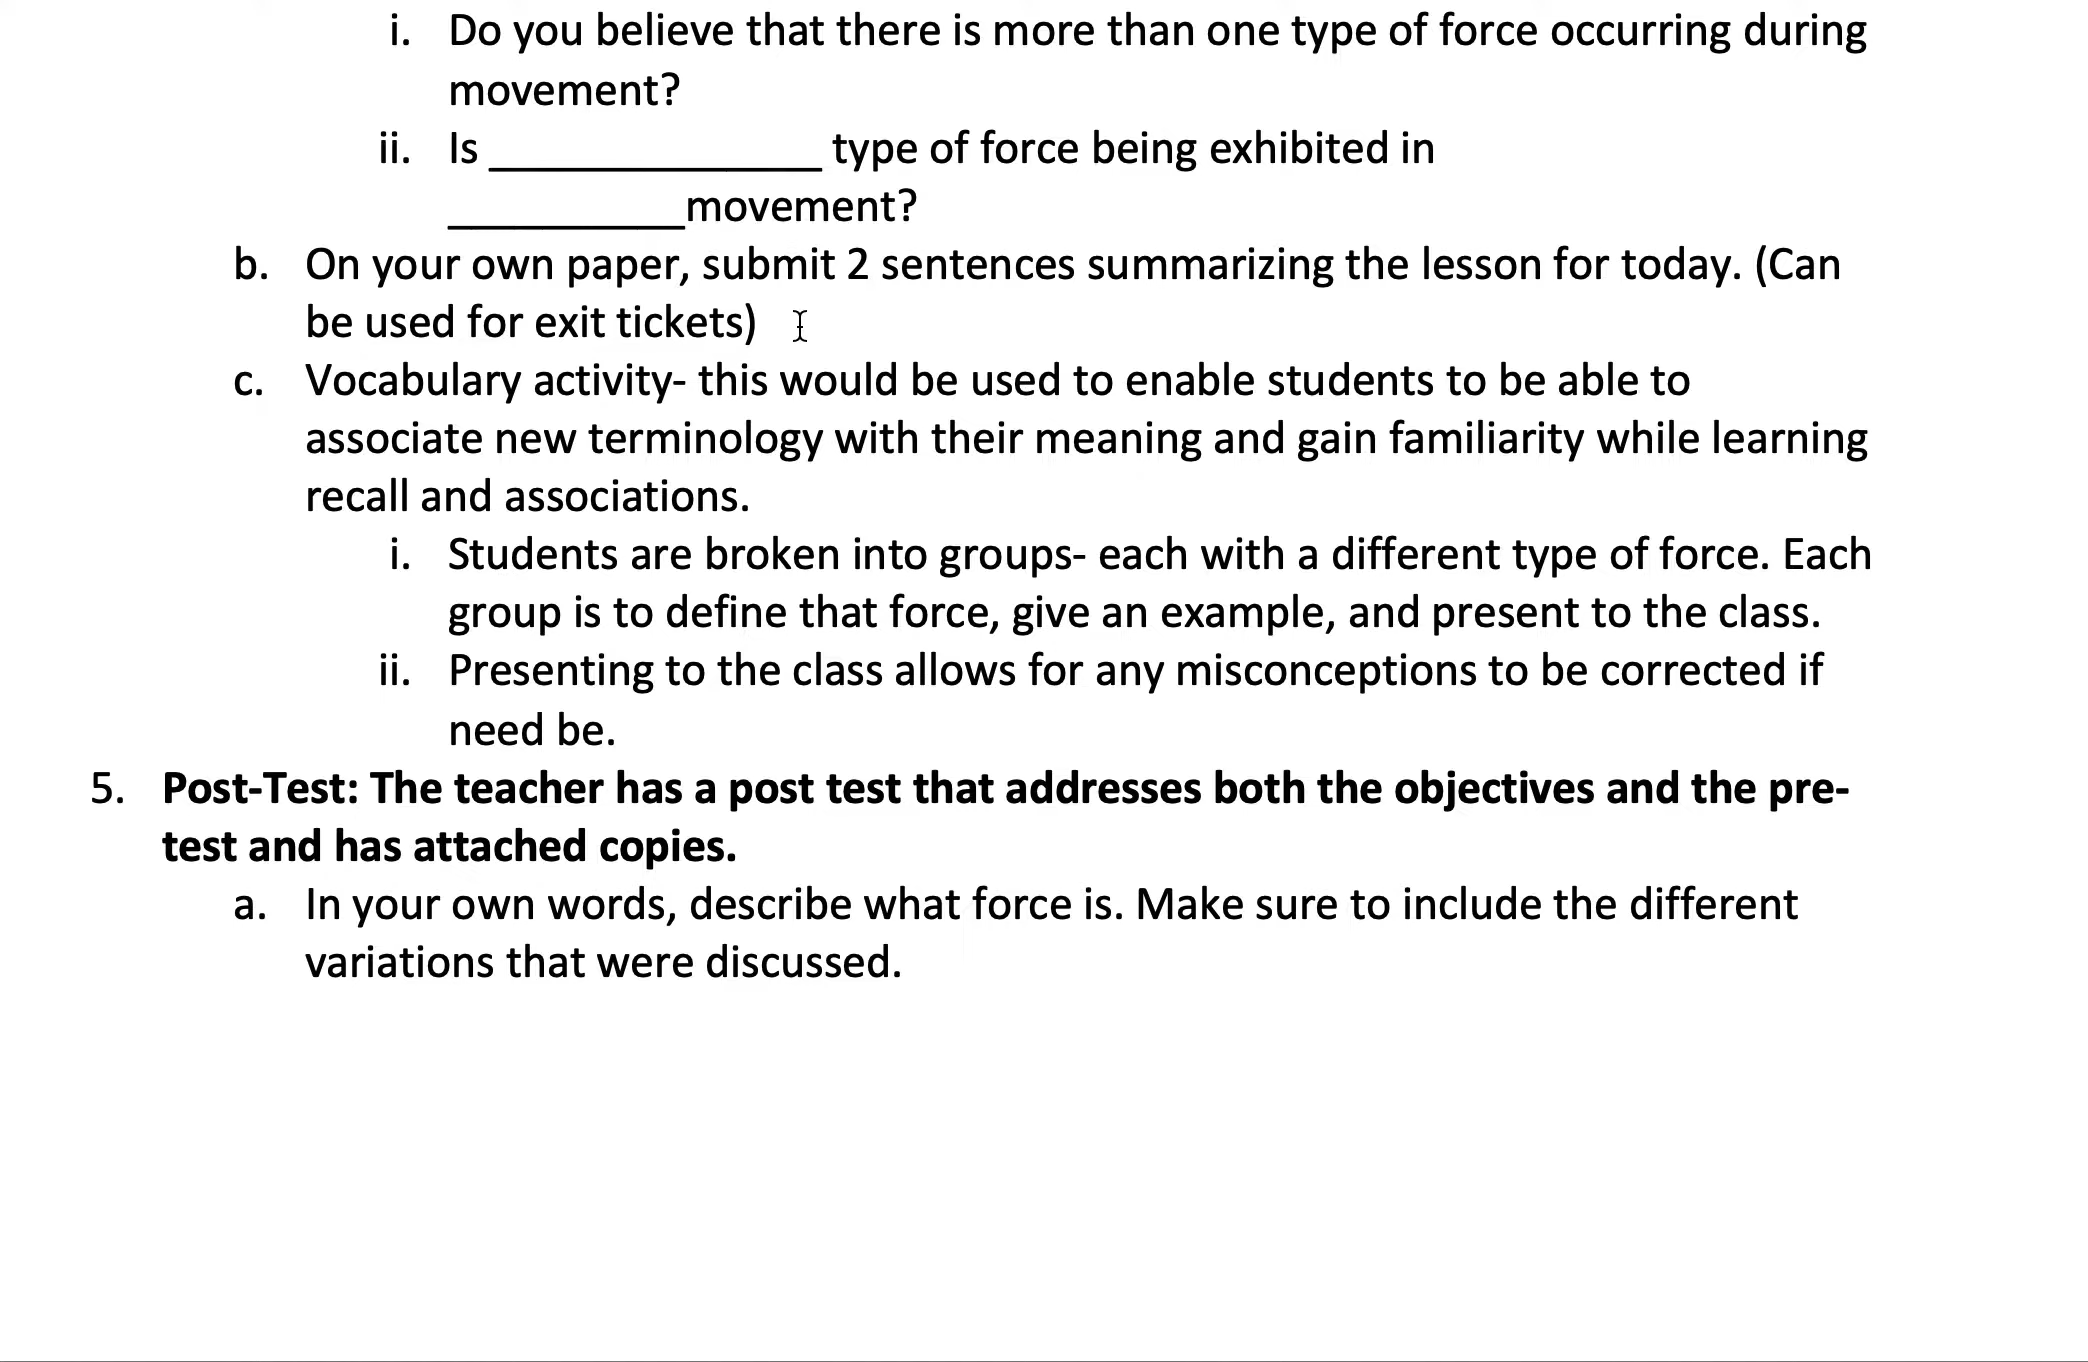 i. Do you believe that there is more than one type of force occurring during
movement?
ii. Is ______________ type of force being exhibited in
__________movement?
b. On your own paper, submit 2 sentences summarizing the lesson for today. (Can
be used for exit tickets)
c. Vocabulary activity- this would be used to enable students to be able to
associate new terminology with their meaning and gain familiarity while learning
recall and associations.
i. Students are broken into groups- each with a different type of force. Each
group is to define that force, give an example, and present to the class.
ii. Presenting to the class allows for any misconceptions to be corrected if
need be.
5. Post-Test: The teacher has a post test that addresses both the objectives and the pre-
test and has attached copies.
a. In your own words, describe what force is. Make sure to include the different
variations that were discussed.